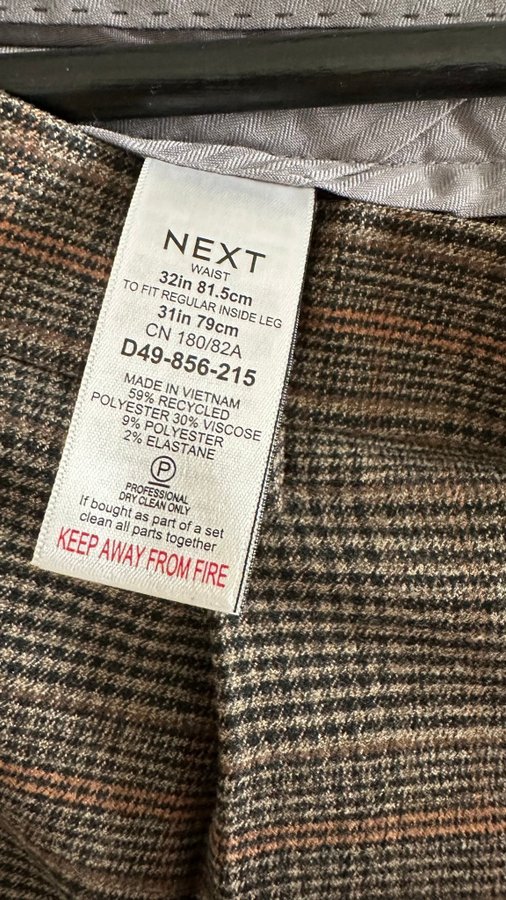 NEXT
WAIST
32in 81.5cm
TO FIT REGULAR INSIDE LEG
31in 79cm
CN 180/82A
D49-856-215
MADE IN VIETNAM
59% RECYCLED
POLYESTER 30% VISCOSE
9% POLYESTER
2% ELASTANE
P
PROFESSIONAL
DRY CLEAN ONLY
If bought as part of a set
clean all parts together
KEEP AWAY FROM FIRE